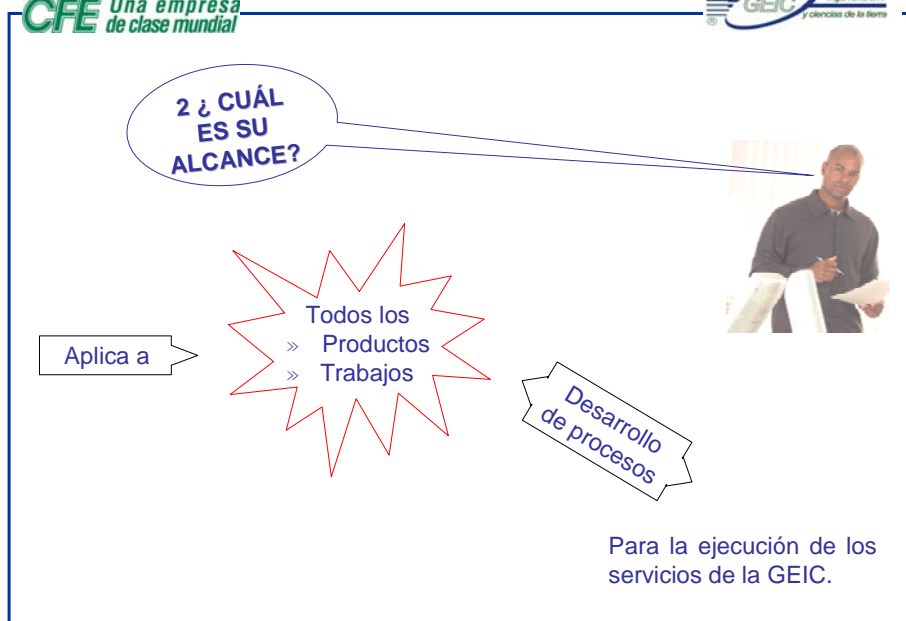 CFE Una empresa
de clase mundial
GEIC
y ciencias de la tierra
®
2 ¿ CUÁL
ES SU
ALCANCE?
Todos los
» Productos
» Trabajos
Aplica a
Desarrollo
de procesos
Para la ejecución de los
servicios de la GEIC.